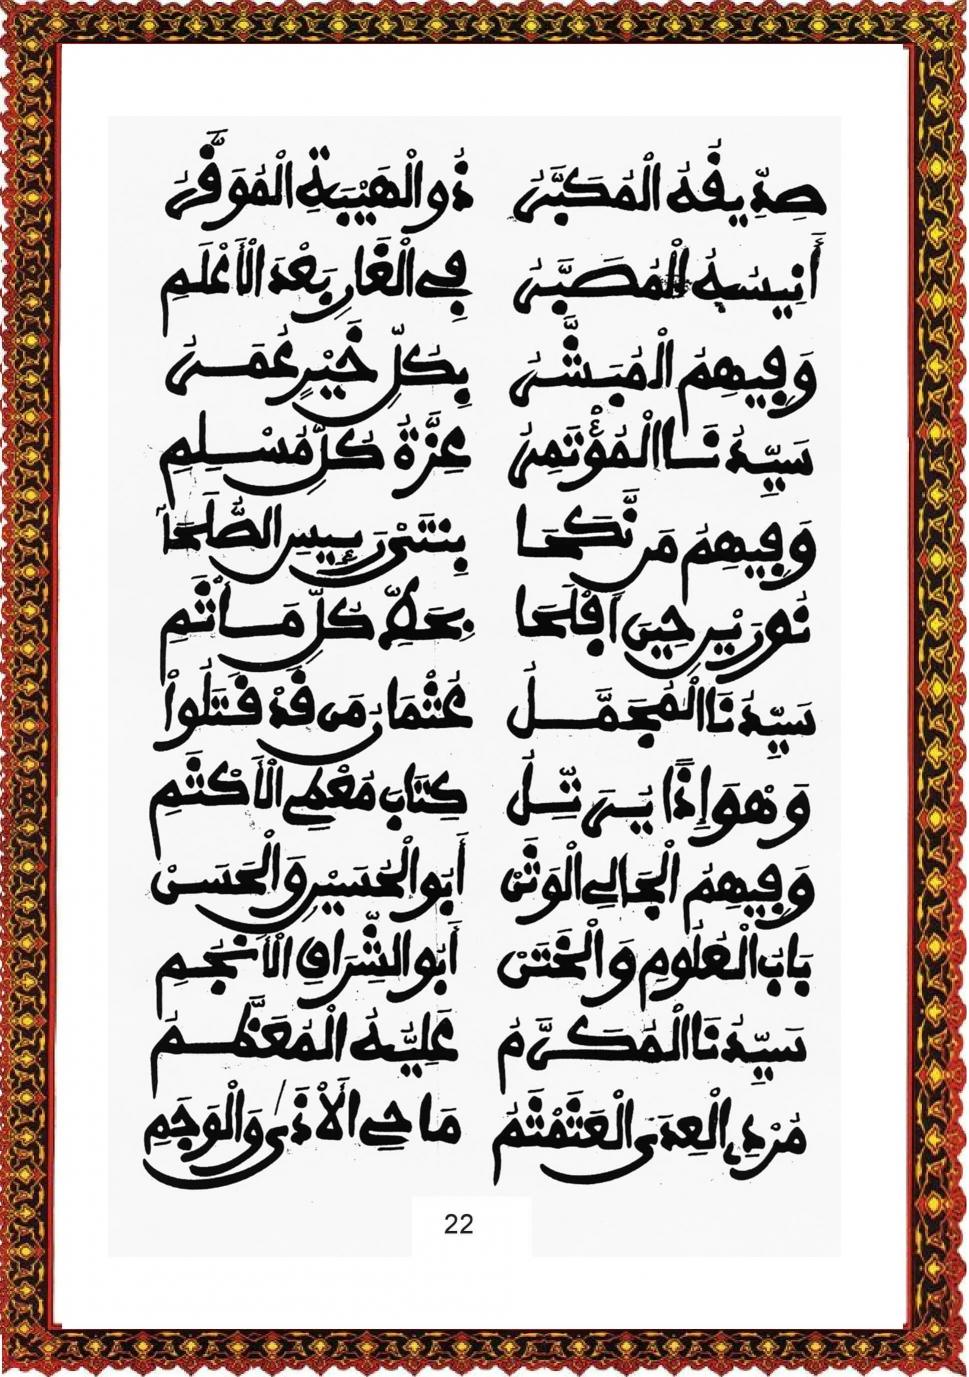 صِدِّيقُهُ الْمُكَبَّرُ ذُو الْهَيْبَةِ الْمُوَقَّرُ
أَنِيسُهُ الْمُصَبَّرُ فِي الْغَارِ بَعْدَ الْأَعْلَمِ
وَفِيهِمُ الْمُبَشَّرُ بِكُلِّ خَيْرٍ عُمَرُ
سَيِّدُنَا الْمُؤْتَمِرُ عِزَّةُ كُلِّ مُسْلِمِ
وَفِيهِمُ مَن نَّكَحَا بِنْتَيْ رَئِيسِ الصُّلَحَا
نُورَيْنِ حِينَ أَفْلَحَا بِحَلِّ كُلِّ مَأْثَمِ
سَيِّدُنَا الْمُجَمَّلُ عُثْمَانُ مَن قَدْ قَتَلُواْ
وَهْوَ إِذًا يُرَتِّلُ كِتَابَ مُعْطِي الْأَكْثَمِ
وَفِيهِمُ الْجَالِي الْوَثَنْ أَبُو الْحُسَيْنِ وَالْحَسَنْ
بَابُ الْعُلُومِ وَالْخَتَنْ أَبُو الشِّرَافِ الْأَنْجُمِ
سَيِّدُنَا الْمُكَرَّمُ عَلِيُّهُ الْمُعَظَّمُ
مُرْدِي الْعِدَى الْعَثَمْثَمُ مَاحِي الْأَذَى وَالْوَجَمِ
22